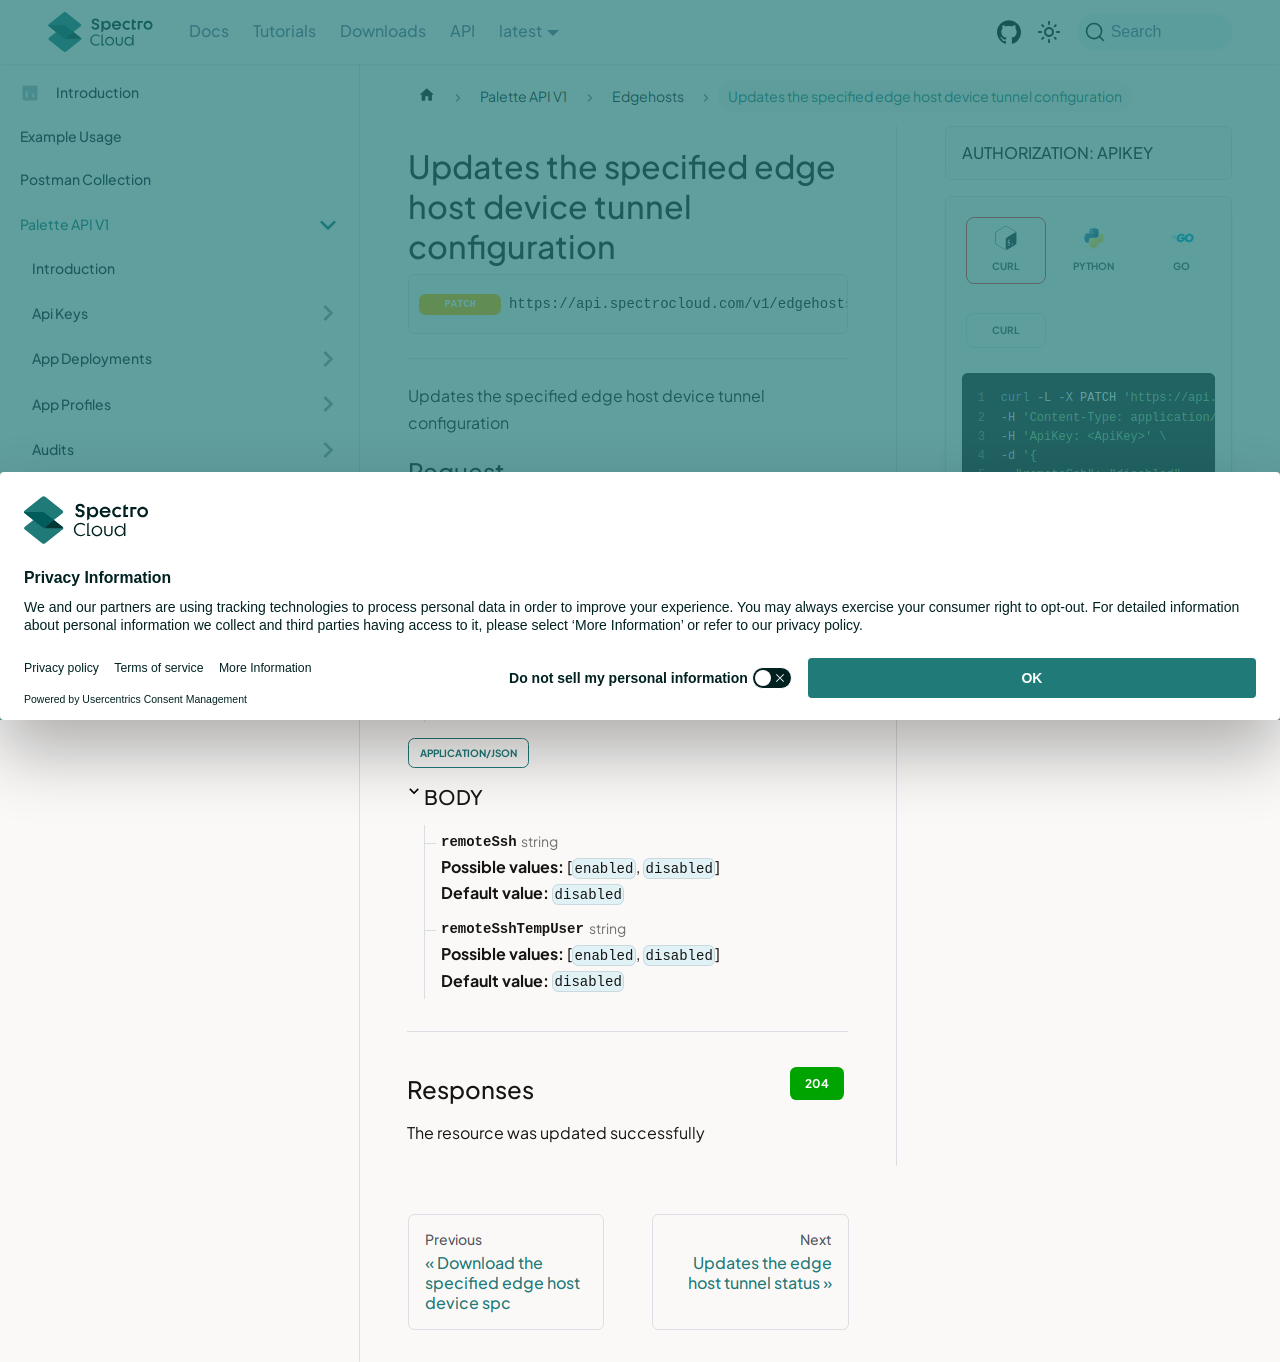 Spectro Cloud
Docs
Tutorials
Downloads
API
latest
Search
Introduction
Example Usage
Postman Collection
Palette API V1
Introduction
Api Keys
App Deployments
App Profiles
Audits
Palette API V1
Edgehosts
Updates the specified edge host device tunnel configuration
Updates the specified edge
host device tunnel
configuration
PATCH https://api.spectrocloud.com/v1/edgehosts
Updates the specified edge host device tunnel
configuration
Request
AUTHORIZATION: APIKEY
CURL
PYTHON
GO
CURL
1 curl -L -X PATCH 'https://api.
2 -H 'Content-Type: application/
3 -H 'ApiKey: <ApiKey>' \
4 -d '{
"remoteSsh": "disabled"
Spectro Cloud
Privacy Information
We and our partners are using tracking technologies to process personal data in order to improve your experience. You may always exercise your consumer right to opt-out. For detailed information
about personal information we collect and third parties having access to it, please select ‘More Information’ or refer to our privacy policy.
Privacy policy
Terms of service
More Information
Do not sell my personal information
OK
Powered by Usercentrics Consent Management
APPLICATION/JSON
BODY
remoteSsh string
Possible values: [enabled, disabled]
Default value: disabled
remoteSshTempUser string
Possible values: [enabled, disabled]
Default value: disabled
Responses
204
The resource was updated successfully
Previous
« Download the
specified edge host
device spc
Next
Updates the edge
host tunnel status »